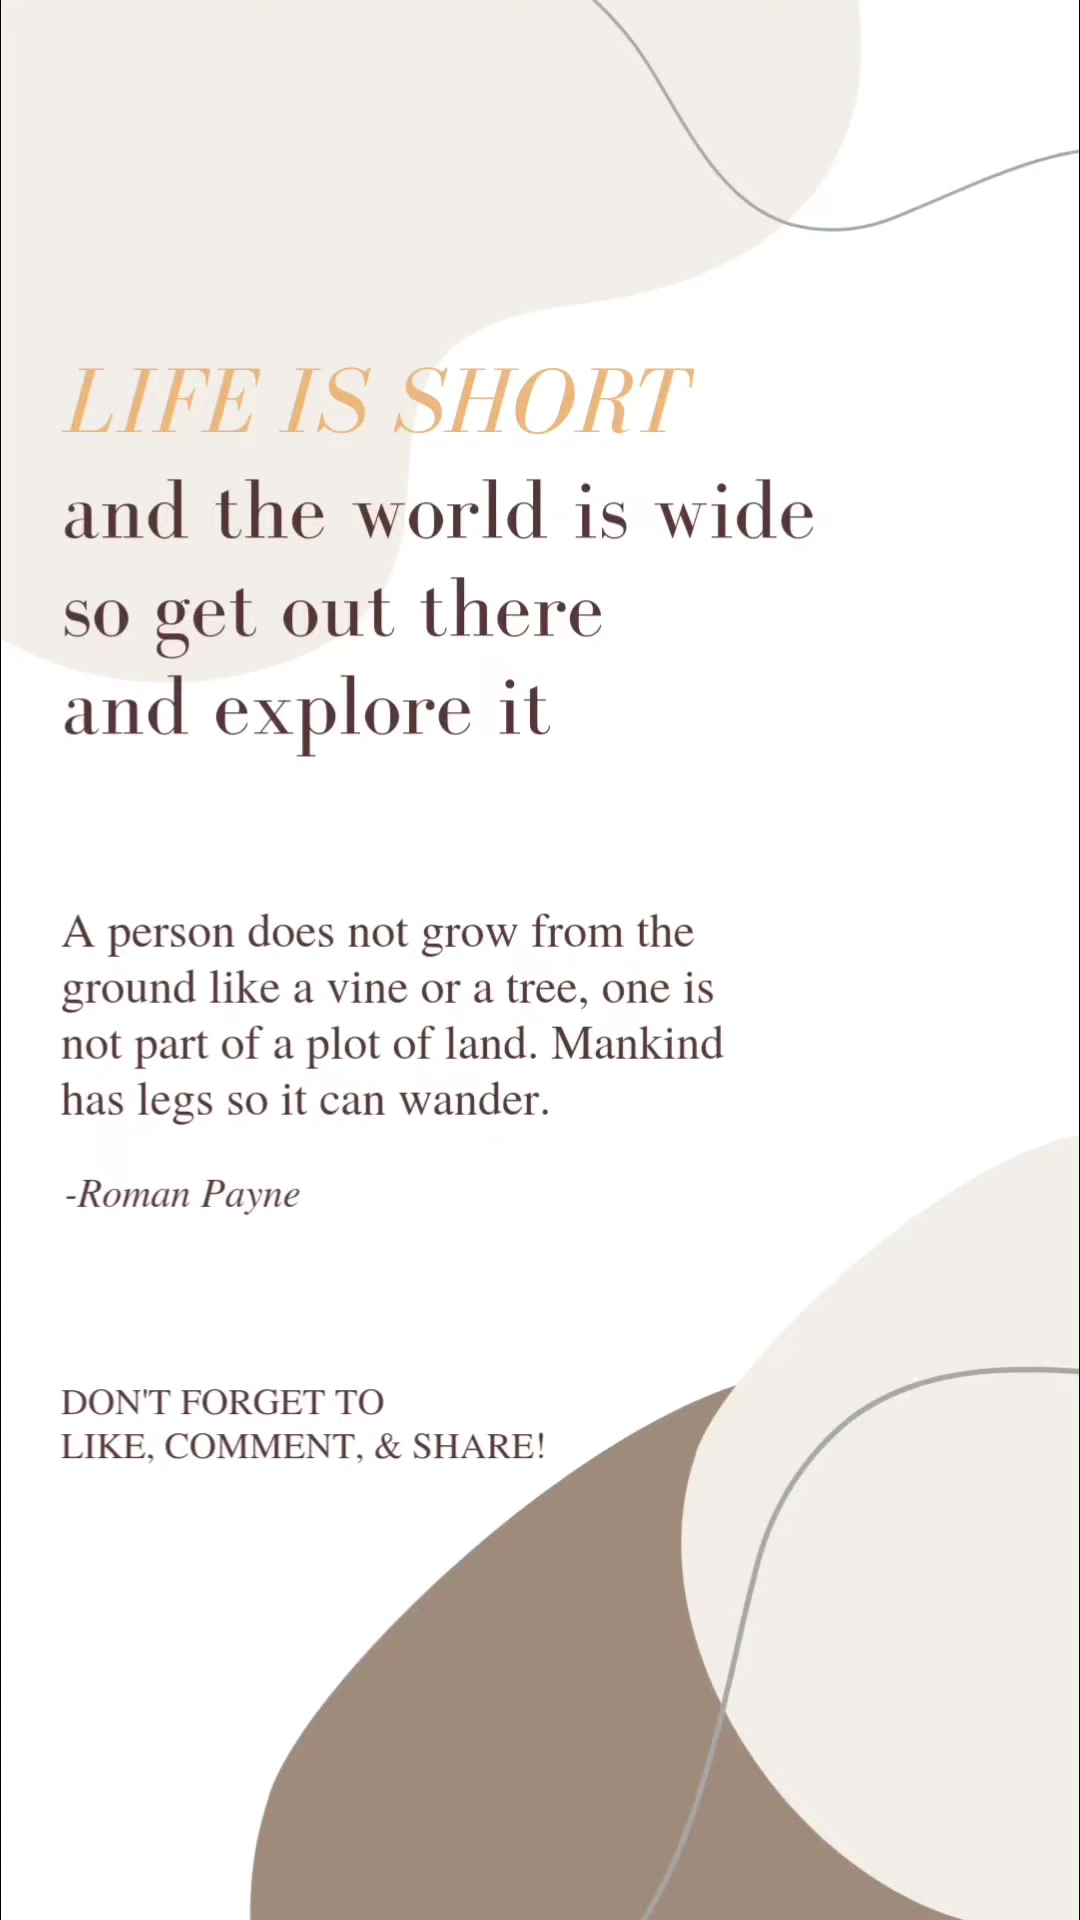 LIFE IS SHORT
and the world is wide
so get out there
and explore it
A person does not grow from the
ground like a vine or a tree, one is
not part of a plot of land. Mankind
has legs so it can wander.
-Roman Payne
DON'T FORGET TO
LIKE, COMMENT, & SHARE!